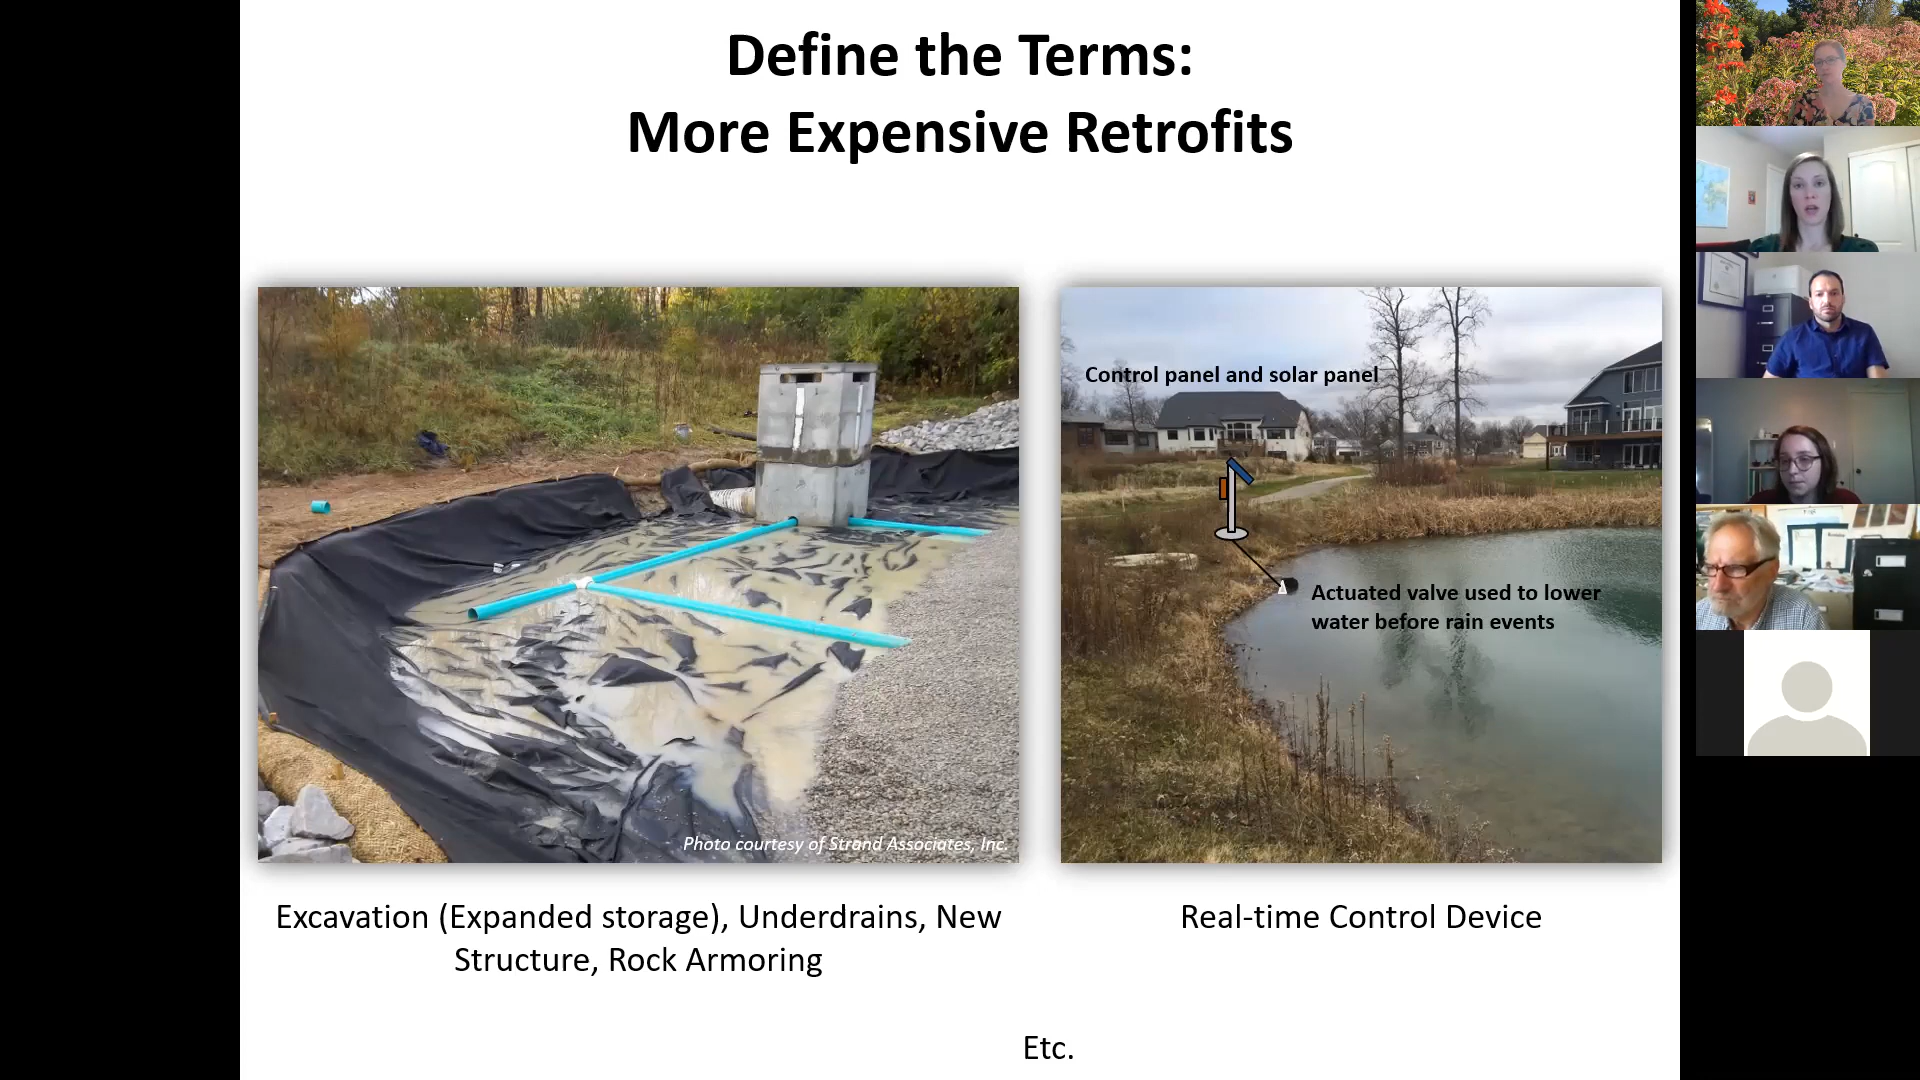 Define the Terms:
More Expensive Retrofits
Control panel and solar panel
Actuated valve used to lower
water before rain events
Photo courtesy of Strand Associates, Inc.
Excavation (Expanded storage), Underdrains, New
Structure, Rock Armoring
Real-time Control Device
Etc.